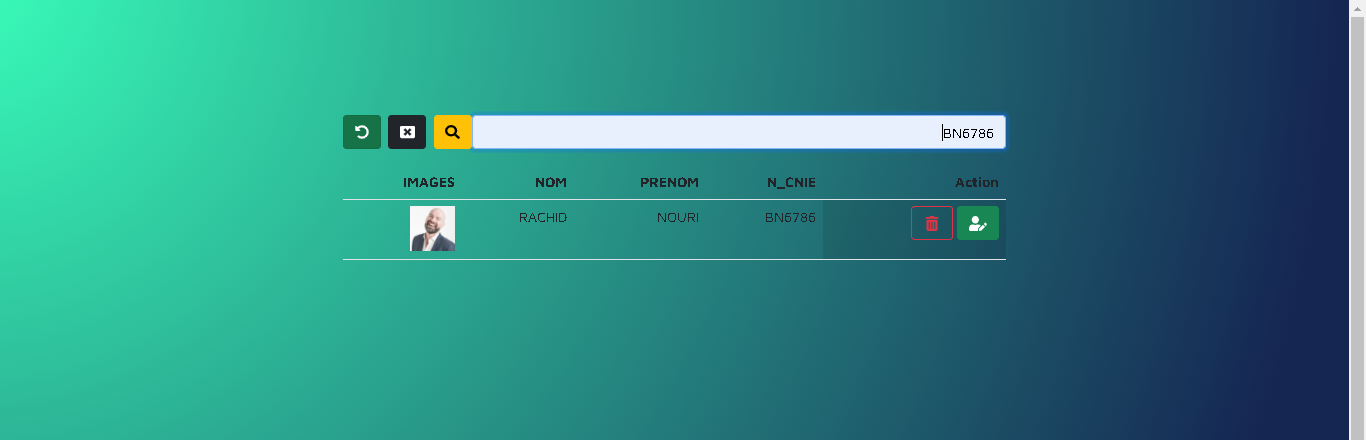 BN6786
IMAGES NOM PRENOM N_CNIE Action
RACHID NOURI BN6786